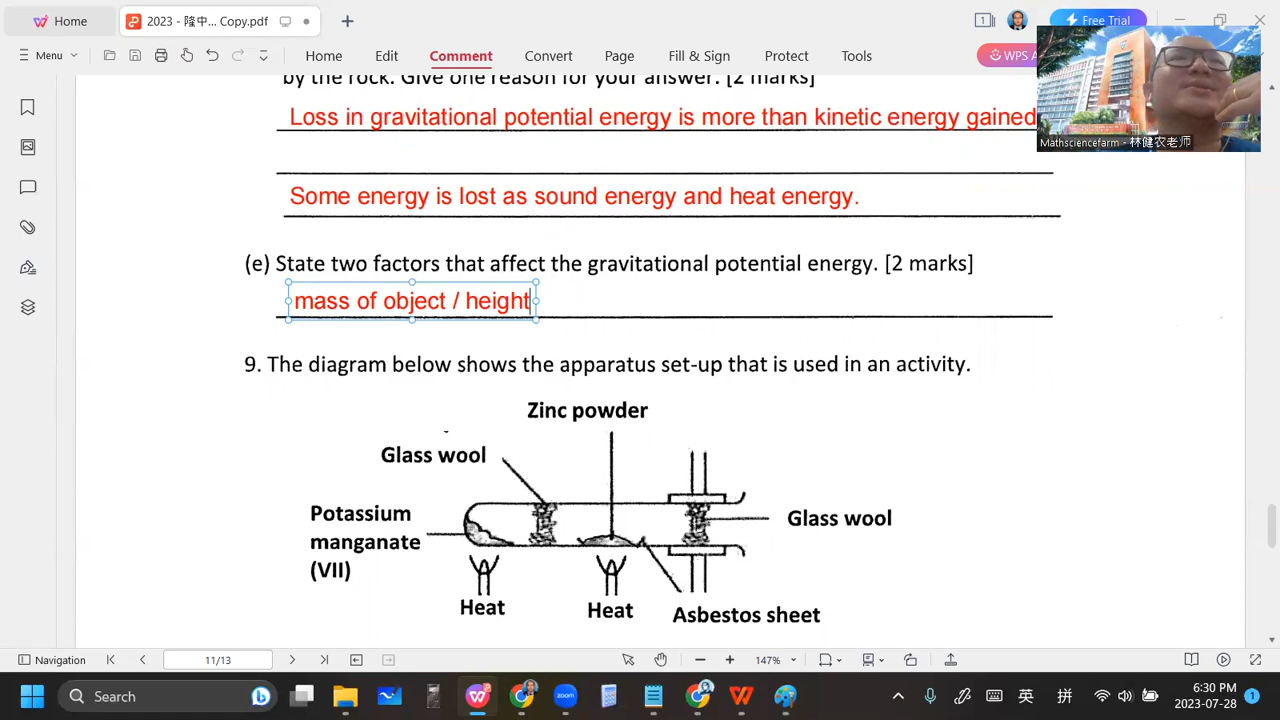 Home
2023 - 隆中... Copy.pdf
1
Free Trial
Menu
Home
Edit
Comment
Convert
Page
Fill & Sign
Protect
Tools
WPS A
by the rock. Give one reason for your answer. [2 marks]
Loss in gravitational potential energy is more than kinetic energy gained
Mathsciencefarm - 林健农老师
Some energy is lost as sound energy and heat energy.
(e) State two factors that affect the gravitational potential energy. [2 marks]
mass of object / height
9. The diagram below shows the apparatus set-up that is used in an activity.
Zinc powder
Glass wool
Potassium
manganate
(VII)
Glass wool
Heat
Heat
Asbestos sheet
Navigation
11/13
147%
Search
英
拼
6:30 PM
2023-07-28
1